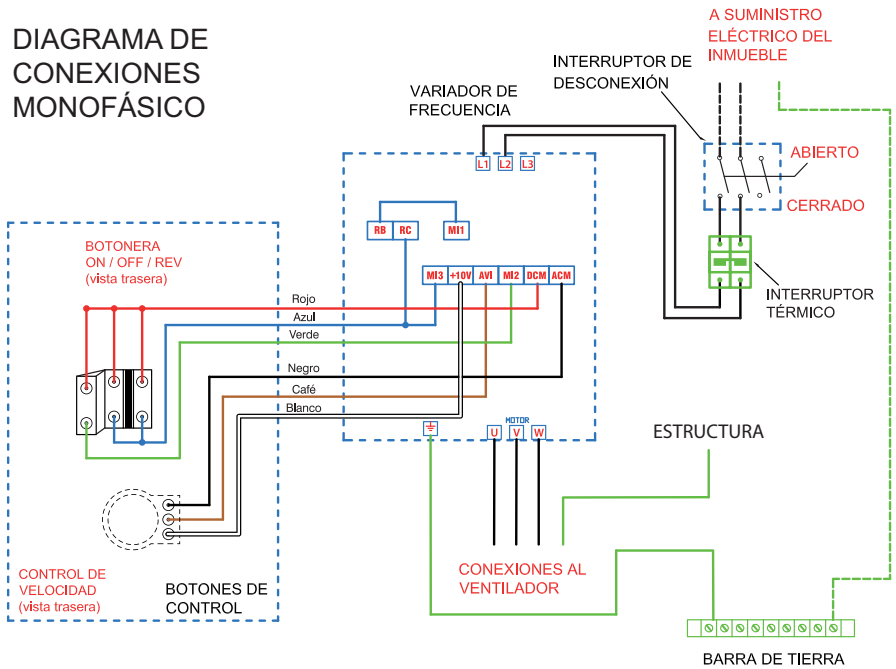 DIAGRAMA DE
CONEXIONES
MONOFÁSICO
A SUMINISTRO
ELÉCTRICO DEL
INMUEBLE
INTERRUPTOR DE
DESCONEXIÓN
VARIADOR DE
FRECUENCIA
L1 L2 L3
ABIERTO
CERRADO
RB RC MI1
BOTONERA
ON / OFF / REV
(vista trasera)
MI3 +10V AVI MI2 DCM ACM
INTERRUPTOR
TÉRMICO
Rojo
Azul
Verde
Negro
Café
Blanco
MOTOR
U V W
ESTRUCTURA
CONEXIONES AL
VENTILADOR
CONTROL DE
VELOCIDAD
(vista trasera)
BOTONES DE
CONTROL
BARRA DE TIERRA